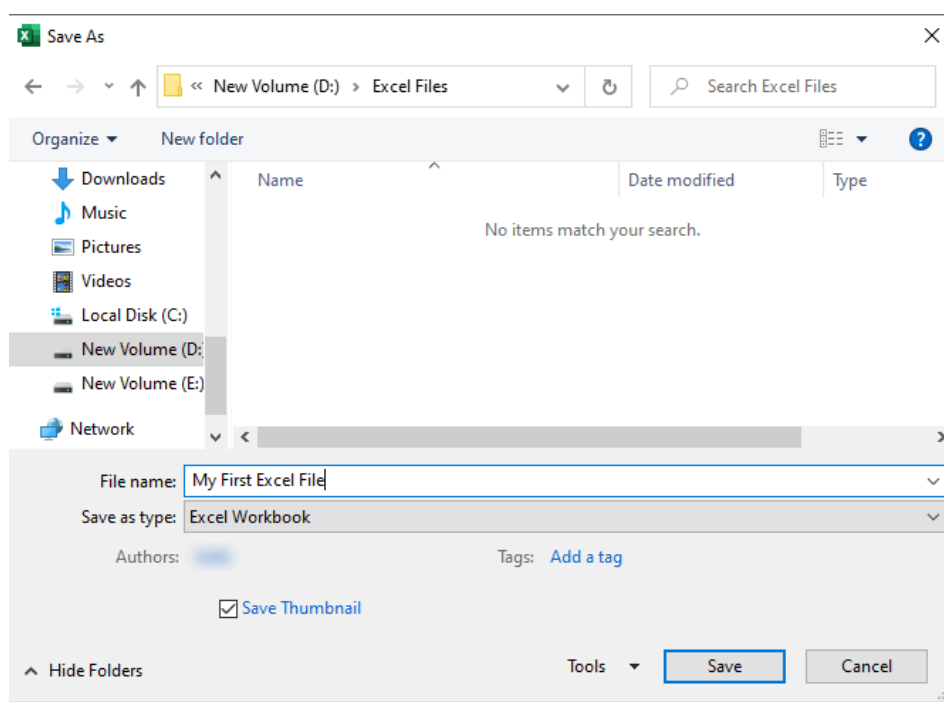 Save As
« New Volume (D:) > Excel Files
Search Excel Files
Organize New folder
?
Name Date modified Type
Downloads
No items match your search.
Music
Pictures
Videos
Local Disk (C:)
New Volume (D:
New Volume (E:)
Network
File name: My First Excel File
Save as type: Excel Workbook
Authors: Tags: Add a tag
Save Thumbnail
Hide Folders Tools Save Cancel